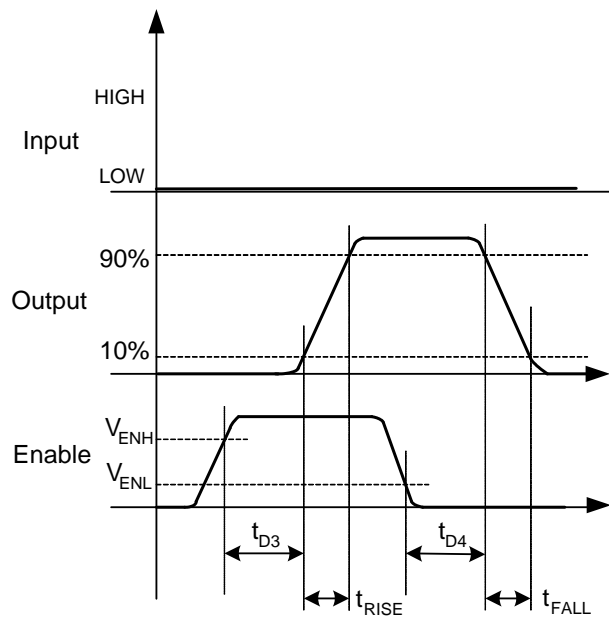 HIGH
Input
LOW
90%
Output
10%
VENH
Enable
VENL
tD3
tD4
tRISE
tFALL